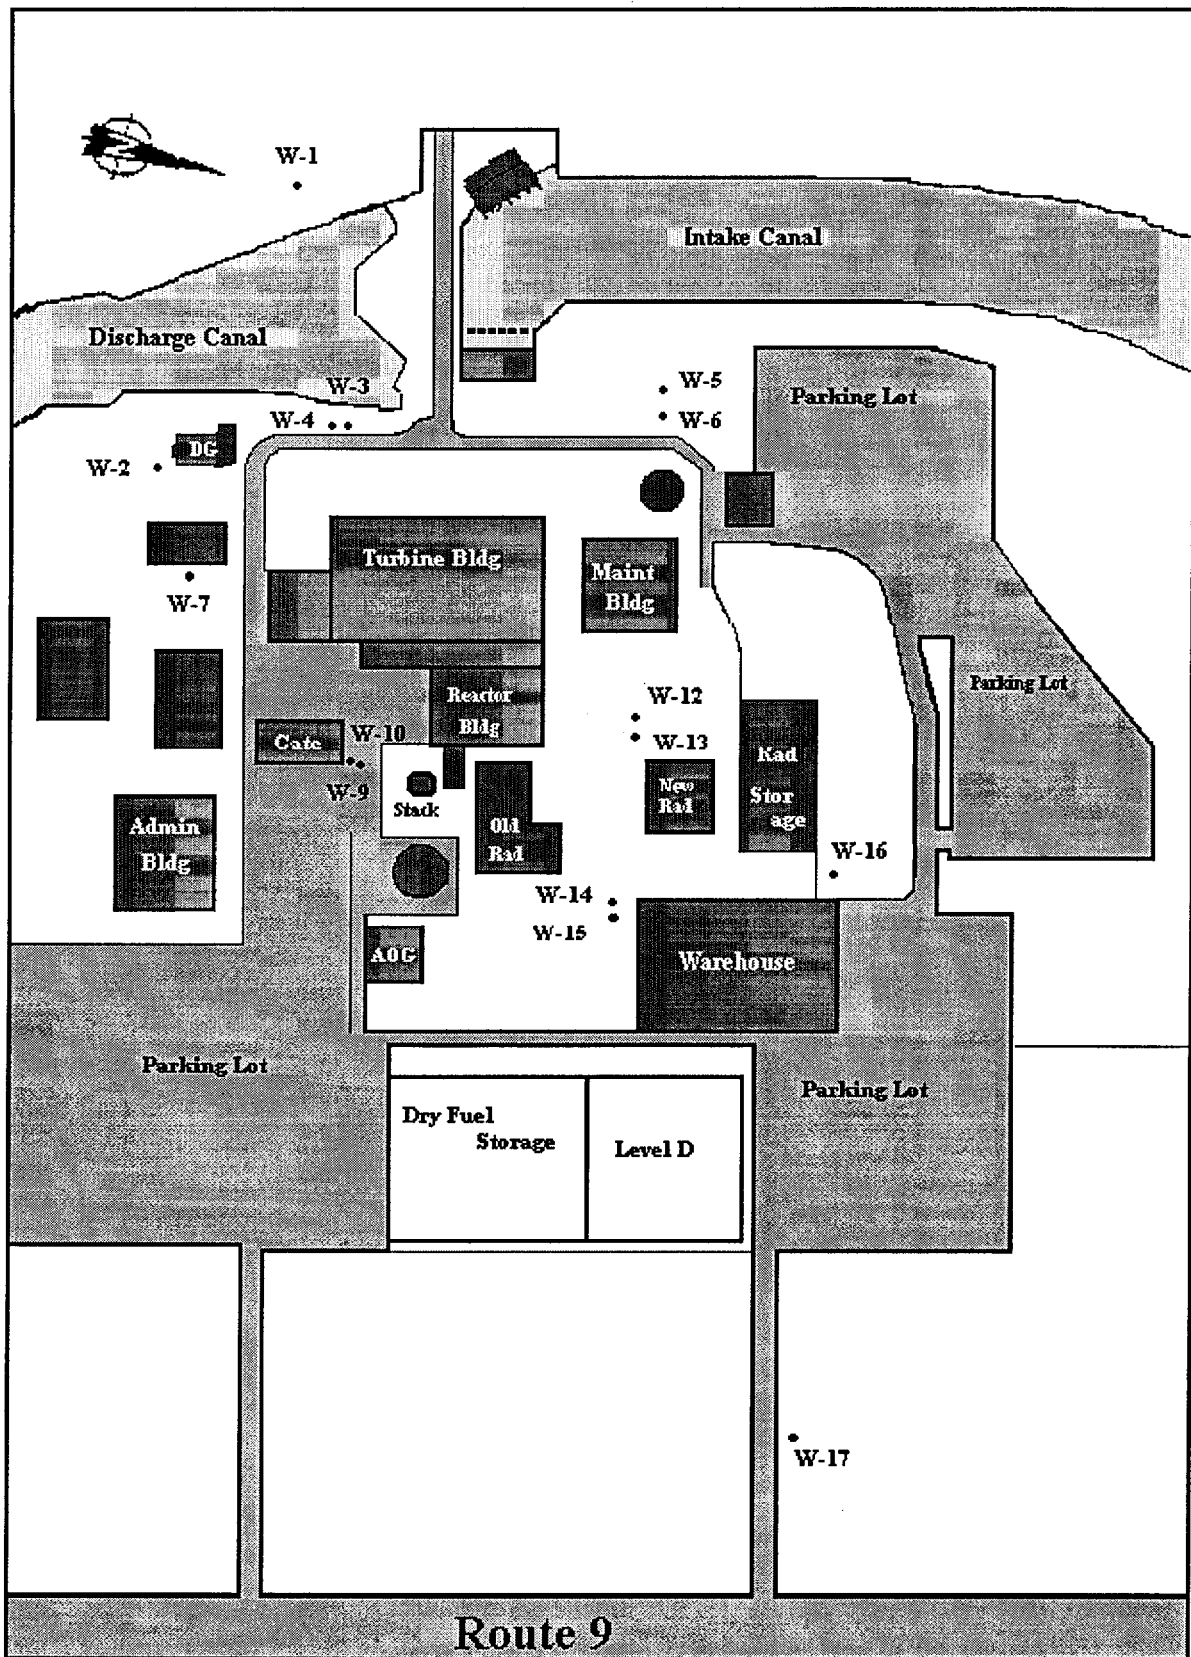 W-1
Intake Canal
Discharge Canal
W-3
W-5
Parking Lot
W-4
W-6
DG
W-2
Turbine Bldg
Maint
Bldg
W-7
Parking Lot
Reactor
Bldg
W-12
W-10
Cafe
W-13
Rad
Stor
age
W-9
New
Rad
Stack
Old
Rad
Admin
Bldg
W-16
W-14
W-15
AOG
Warehouse
Parking Lot
Parking Lot
Dry Fuel
Storage
Level D
W-17
Route 9